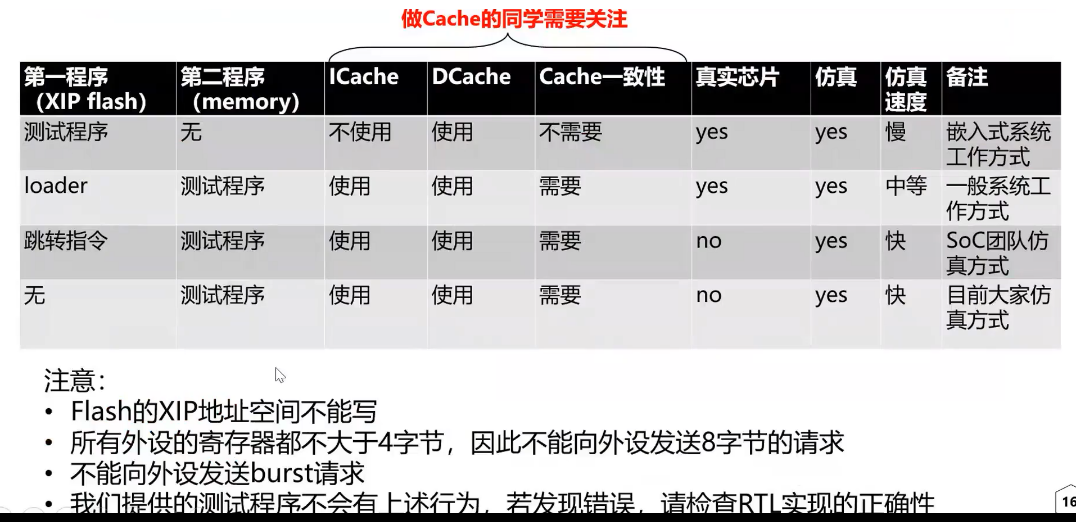 做Cache的同学需要关注
第一程序 第二程序 ICache DCache Cache一致性 真实芯片 仿真 仿真 备注
（XIP flash） （memory） 速度
测试程序 无 不使用 使用 不需要 yes yes 慢 嵌入式系统
工作方式
loader 测试程序 使用 使用 需要 yes yes 中等 一般系统工
作方式
跳转指令 测试程序 使用 使用 需要 no yes 快 SoC团队仿
真方式
无 测试程序 使用 使用 需要 no yes 快 目前大家仿
真方式
注意：
• Flash的XIP地址空间不能写
• 所有外设的寄存器都不大于4字节，因此不能向外设发送8字节的请求
• 不能向外设发送burst请求
• 我们提供的测试程序不会有上述行为，若发现错误，请检查RTL实现的正确性
16